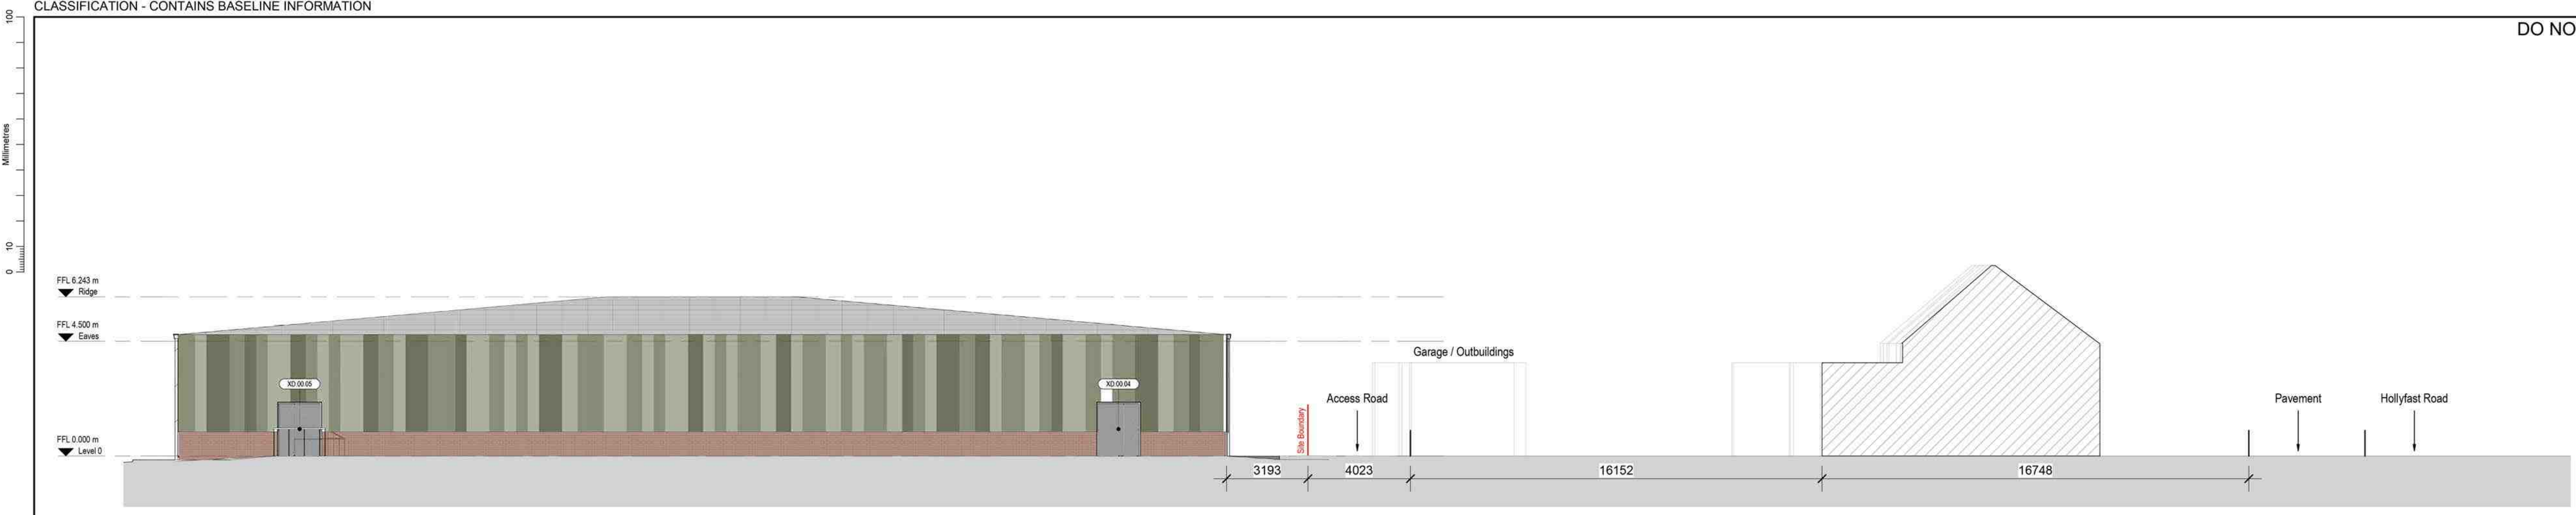 CLASSIFICATION - CONTAINS BASELINE INFORMATION
DO NO
100
Millimetres
10
0
FFL 6.243 m
Ridge
FFL 4.500 m
Eaves
FFL 0.000 m
Level 0
XD.00.05
XD.00.04
Site Boundary
Access Road
Garage / Outbuildings
Pavement
Hollyfast Road
3193
4023
16152
16748